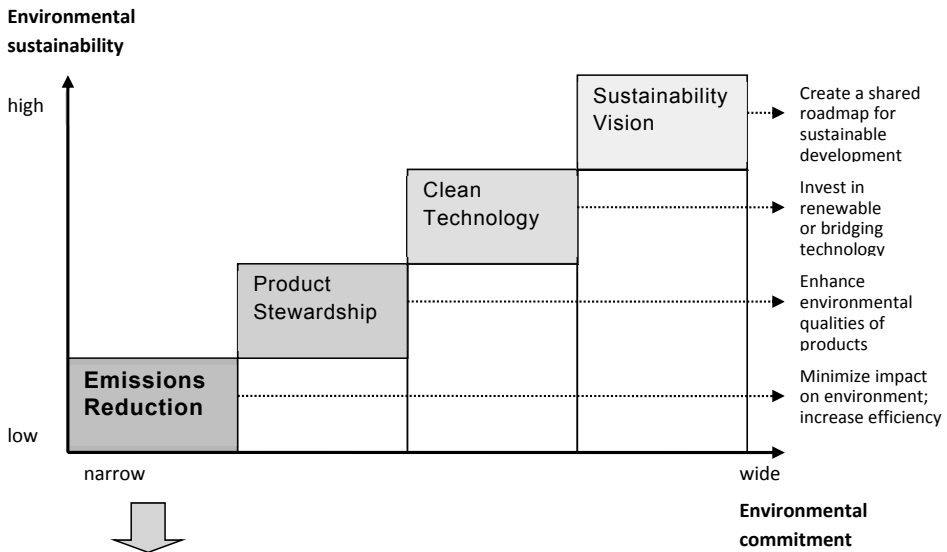 Environmental
sustainability
high
Sustainability
Vision
Create a shared
roadmap for
sustainable
development
Clean
Technology
Invest in
renewable
or bridging
technology
Product
Stewardship
Enhance
environmental
qualities of
products
Emissions
Reduction
Minimize impact
on environment;
increase efficiency
low
narrow
wide
Environmental
commitment